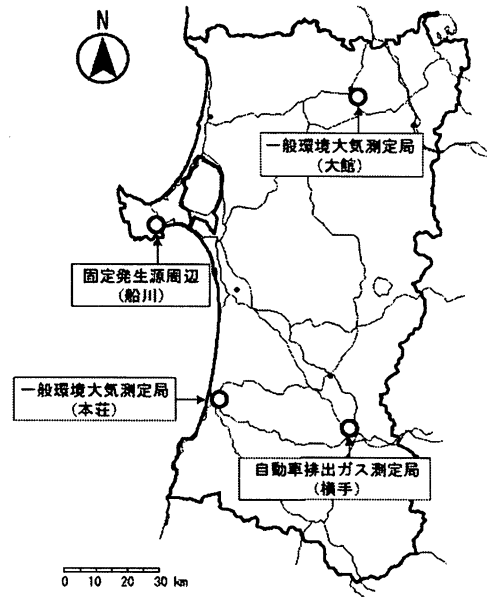 N
一般環境大気測定局
(大館)
固定発生源周辺
(船川)
一般環境大気測定局
(本荘)
自動車排出ガス測定局
(横手)
0 10 20 30 km